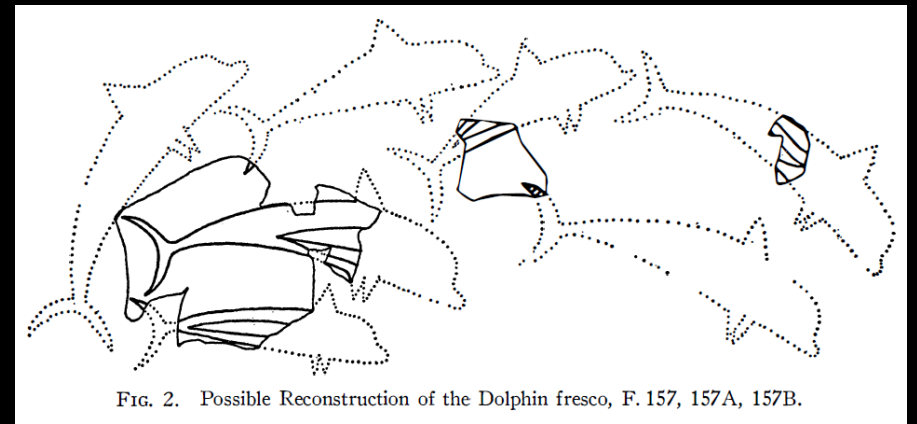 FIG. 2. Possible Reconstruction of the Dolphin fresco, F. 157, 157A, 157B.